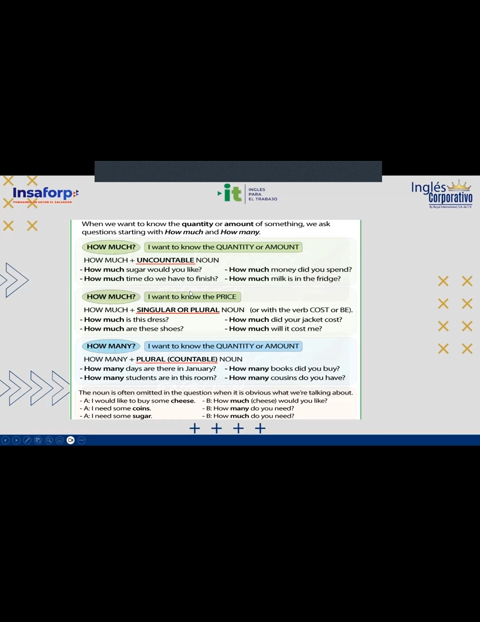 Insaforp
it INGLÉS PARA EL TRABAJO
Inglés Corporativo
When we want to know the quantity or amount of something, we ask
questions starting with How much and How many.
HOW MUCH? I want to know the QUANTITY or AMOUNT
HOW MUCH + UNCOUNTABLE NOUN
- How much sugar would you like? - How much money did you spend?
- How much time do we have to finish? - How much milk is in the fridge?
HOW MUCH? I want to know the PRICE
HOW MUCH + SINGULAR OR PLURAL NOUN (or with the verb COST or BE).
- How much is this dress? - How much did your jacket cost?
- How much are these shoes? - How much will it cost me?
HOW MANY? I want to know the QUANTITY or AMOUNT
HOW MANY + PLURAL (COUNTABLE) NOUN
- How many days are there in January? - How many books did you buy?
- How many students are in this room? - How many cousins do you have?
The noun is often omitted in the question when it is obvious what we're talking about.
- A: I would like to buy some cheese. - B: How much (cheese) would you like?
- A: I need some coins. - B: How many do you need?
- A: I need some sugar. - B: How much do you need?